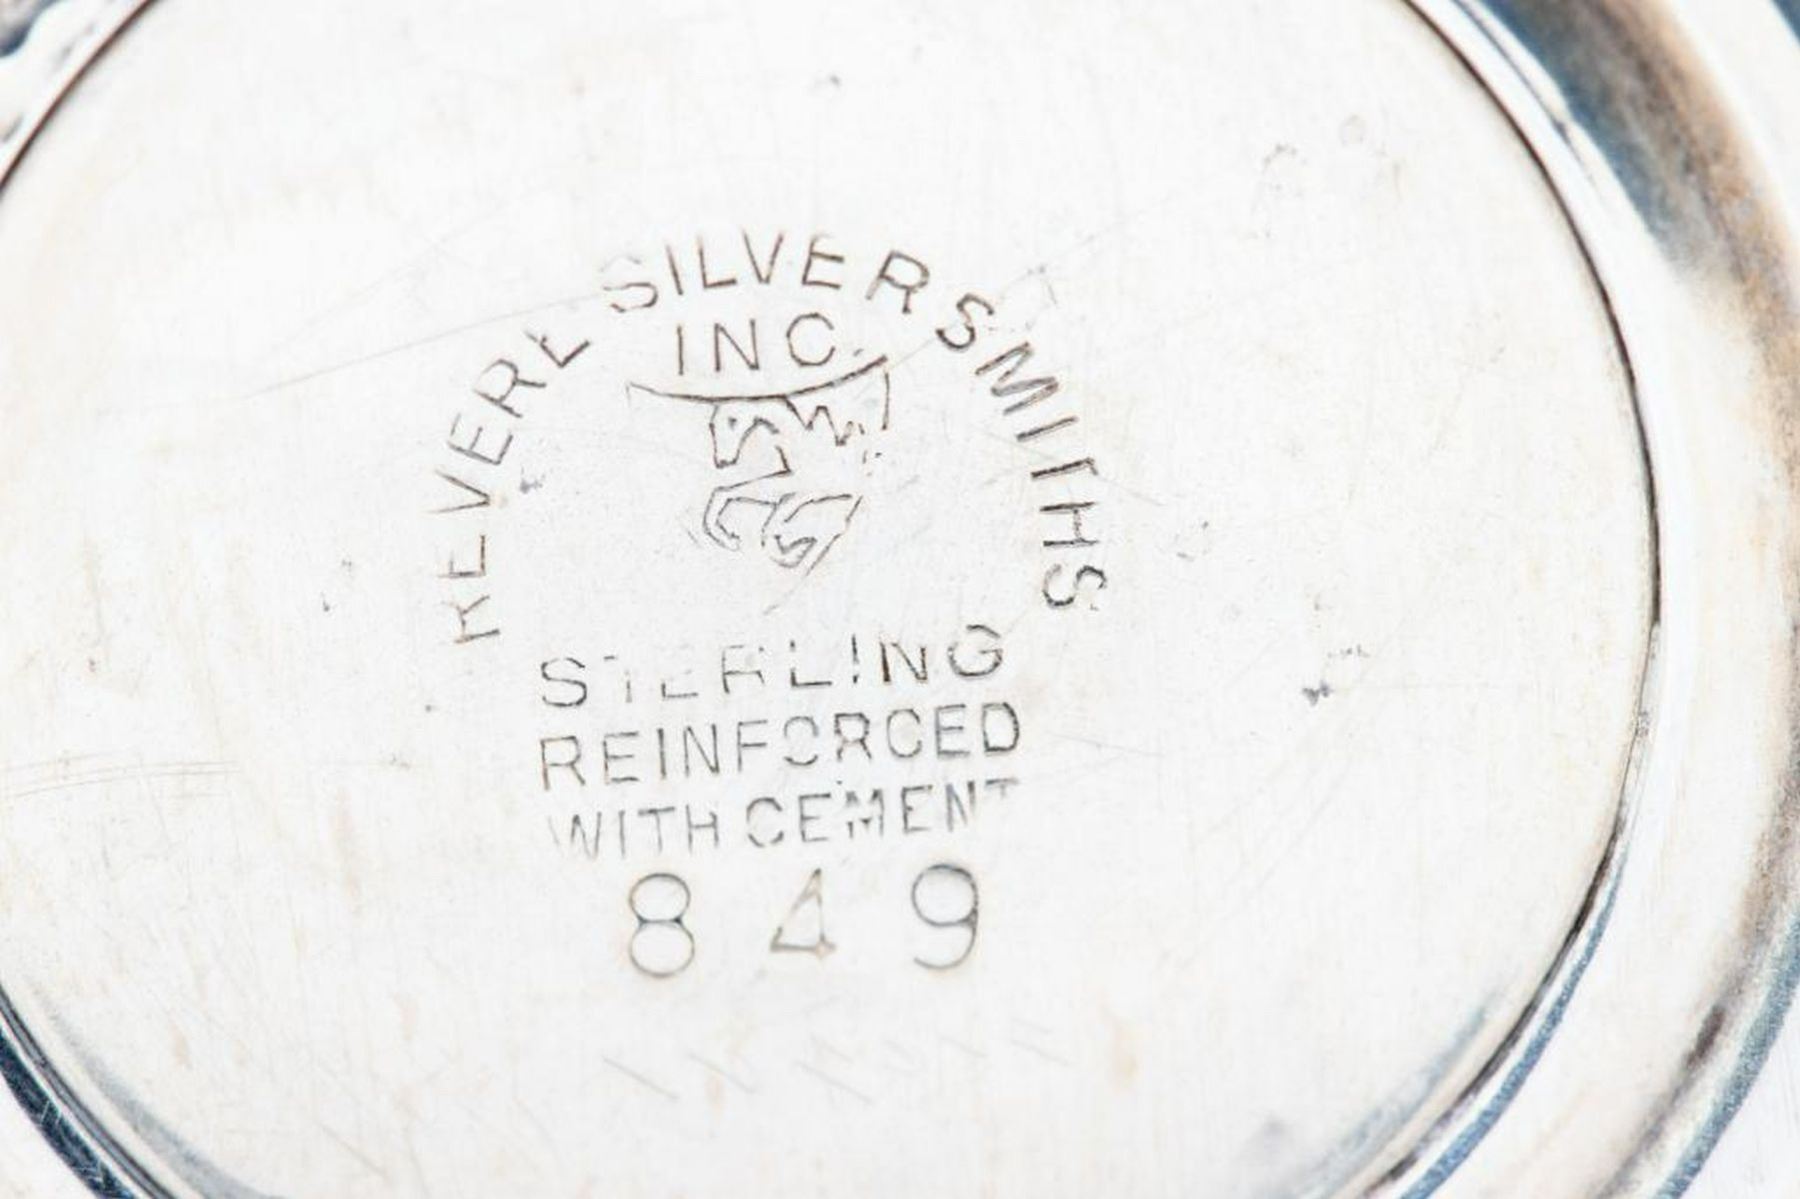 REVERE SILVERSMITHS
INC.
STERLING
REINFORCED
WITH CEMENT
849